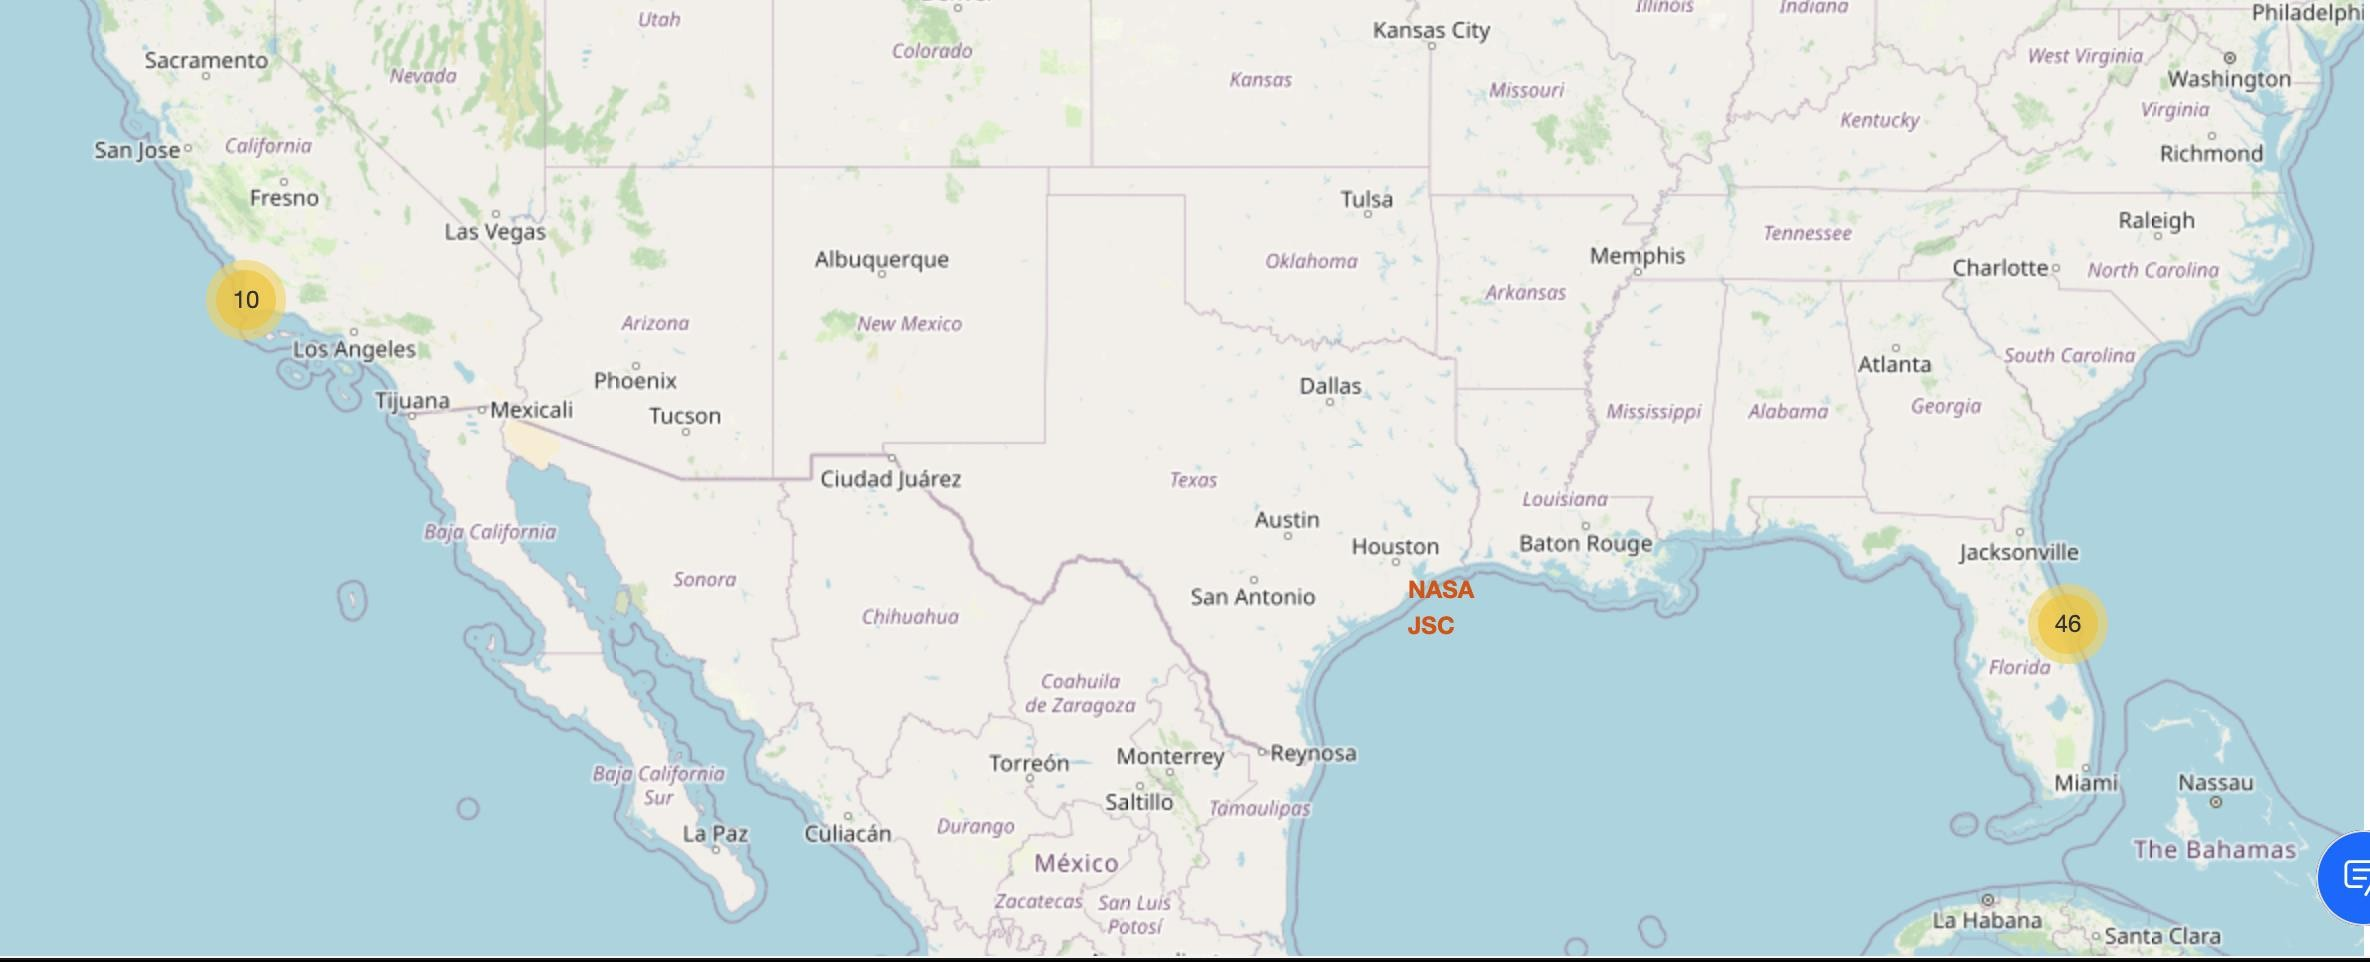 Philadelphi
Illinois
Indiana
Utah
Kansas City
Colorado
Sacramento
Nevada
West Virginia
Washington
Kansas
Missouri
Virginia
Kentucky
San Jose
California
Richmond
Fresno
Tulsa
Las Vegas
Raleigh
Tennessee
Albuquerque
Oklahoma
Memphis
Charlotte
North Carolina
10
Arkansas
Arizona
New Mexico
Los Angeles
South Carolina
Atlanta
Phoenix
Dallas
Tijuana
Mexicali
Tucson
Mississippi
Alabama
Georgia
Ciudad Juárez
Texas
Louisiana
Austin
Baja California
Houston
Baton Rouge
Jacksonville
Sonora
NASA
JSC
San Antonio
Chihuahua
46
Florida
Coahuila
de Zaragoza
Torreón
Monterrey
Reynosa
Baja California
Sur
Miami
Nassau
Saltillo
Tamaulipas
La Paz
Culiacán
Durango
The Bahamas
México
Zacatecas
San Luis
Potosí
La Habana
Santa Clara